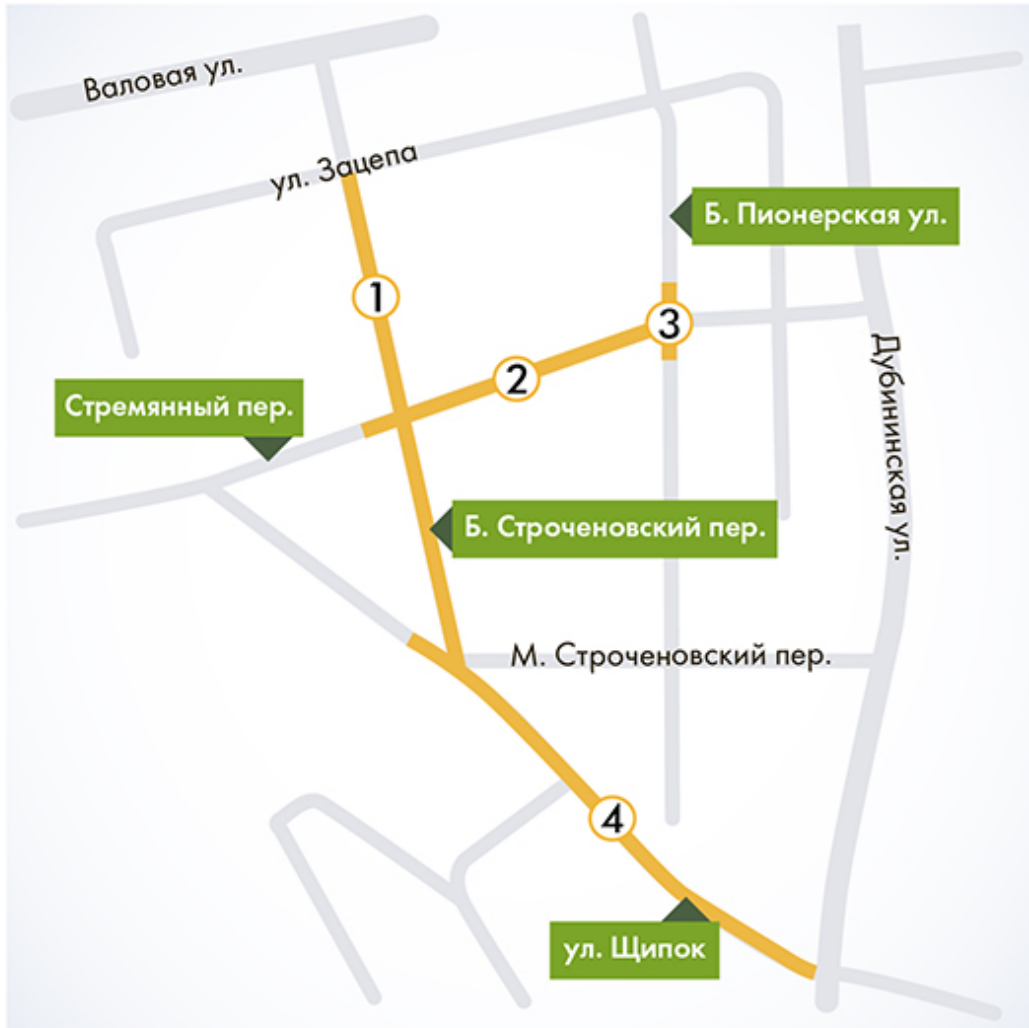 Валовая ул.
ул. Зацепа
Б. Пионерская ул.
1
3
2
Дубининская ул.
Стремянный пер.
Б. Строченовский пер.
М. Строченовский пер.
4
ул. Щипок